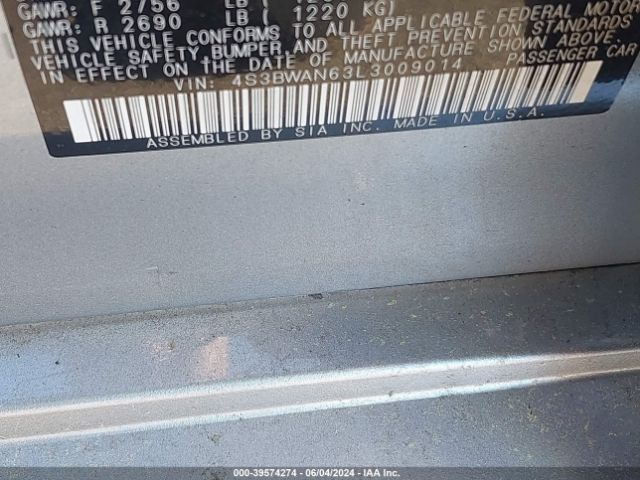 GAWR: F 2756 LB (
GAWR: R 2690 LB ( 1220 KG)
THIS VEHICLE CONFORMS TO ALL APPLICABLE FEDERAL MOTOR
VEHICLE SAFETY BUMPER AND THEFT PREVENTION STANDARDS
IN EFFECT ON THE DATE OF MANUFACTURE SHOWN ABOVE.
VIN: 4S3BWAN63L3009014 PASSENGER CAR
ASSEMBLED BY SIA INC. MADE IN U.S.A.
000-39574274 | 06/04/2024 | IAA Inc.